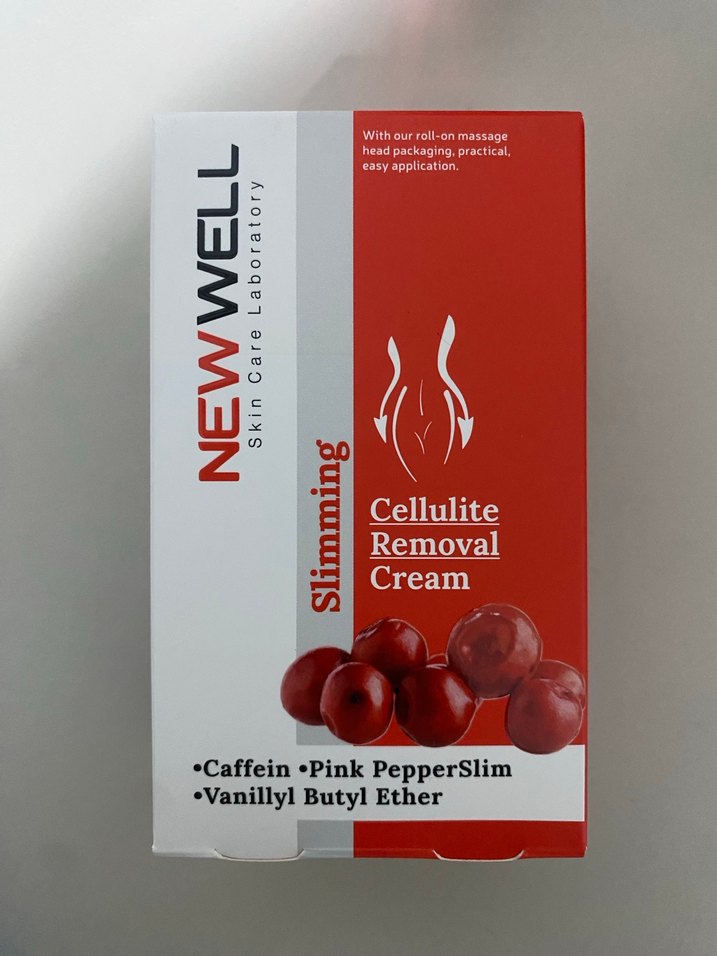 With our roll-on massage
head packaging, practical,
easy application.
NEWWELL
Skin Care Laboratory
Slimming
Cellulite
Removal
Cream
•Caffein •Pink PepperSlim
•Vanillyl Butyl Ether